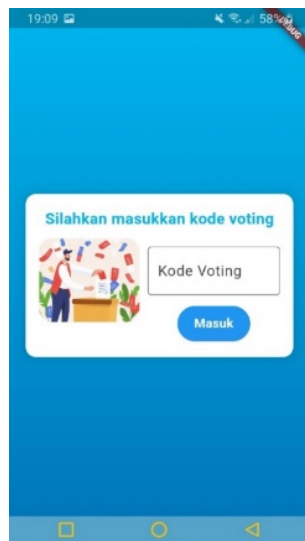 19:09
58%
DEBUG
Silahkan masukkan kode voting
Kode Voting
Masuk